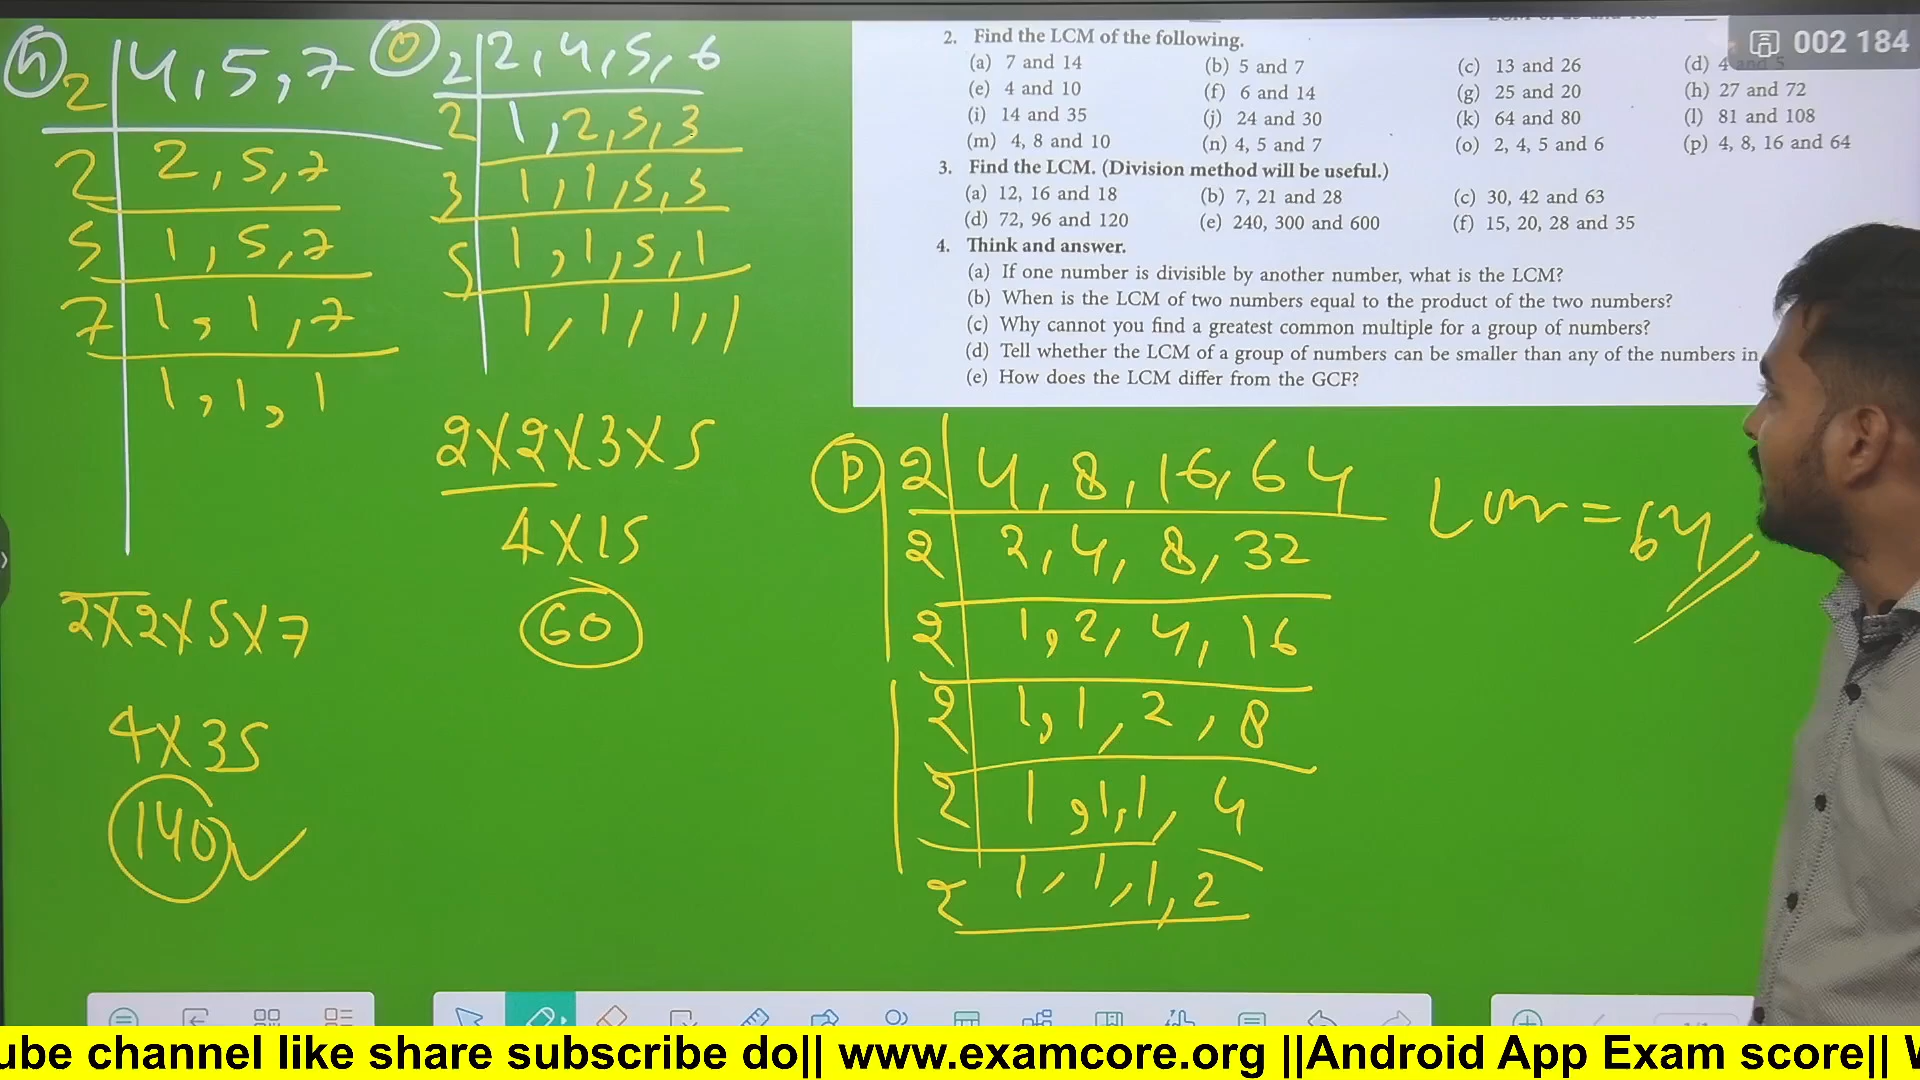 (n) 2 | 4, 5, 7
2 | 2, 5, 7
5 | 1, 5, 7
7 | 1, 1, 7
1, 1, 1
2×2×5×7
4×35
140
(o) 2 | 2, 4, 5, 6
2 | 1, 2, 5, 3
3 | 1, 1, 5, 3
5 | 1, 1, 5, 1
1, 1, 1, 1
2×2×3×5
4×15
60
002 184
2. Find the LCM of the following.
(a) 7 and 14 (b) 5 and 7 (c) 13 and 26 (d) 4 and 5
(e) 4 and 10 (f) 6 and 14 (g) 25 and 20 (h) 27 and 72
(i) 14 and 35 (j) 24 and 30 (k) 64 and 80 (l) 81 and 108
(m) 4, 8 and 10 (n) 4, 5 and 7 (o) 2, 4, 5 and 6 (p) 4, 8, 16 and 64
3. Find the LCM. (Division method will be useful.)
(a) 12, 16 and 18 (b) 7, 21 and 28 (c) 30, 42 and 63
(d) 72, 96 and 120 (e) 240, 300 and 600 (f) 15, 20, 28 and 35
4. Think and answer.
(a) If one number is divisible by another number, what is the LCM?
(b) When is the LCM of two numbers equal to the product of the two numbers?
(c) Why cannot you find a greatest common multiple for a group of numbers?
(d) Tell whether the LCM of a group of numbers can be smaller than any of the numbers in
(e) How does the LCM differ from the GCF?
(P) 2 | 4, 8, 16, 64
2 | 2, 4, 8, 32
2 | 1, 2, 4, 16
2 | 1, 1, 2, 8
2 | 1, 1, 1, 4
2 | 1, 1, 1, 2
Lcm = 64
ube channel like share subscribe do|| www.examcore.org ||Android App Exam score|| W